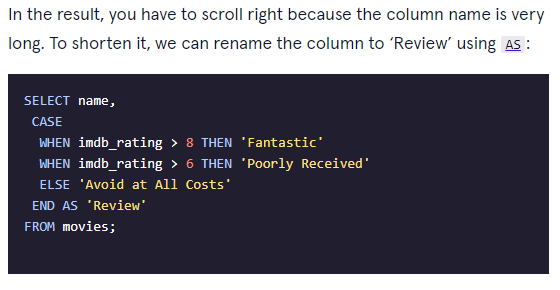 In the result, you have to scroll right because the column name is very
long. To shorten it, we can rename the column to ‘Review’ using AS :
SELECT name,
CASE
WHEN imdb_rating > 8 THEN 'Fantastic'
WHEN imdb_rating > 6 THEN 'Poorly Received'
ELSE 'Avoid at All Costs'
END AS 'Review'
FROM movies;